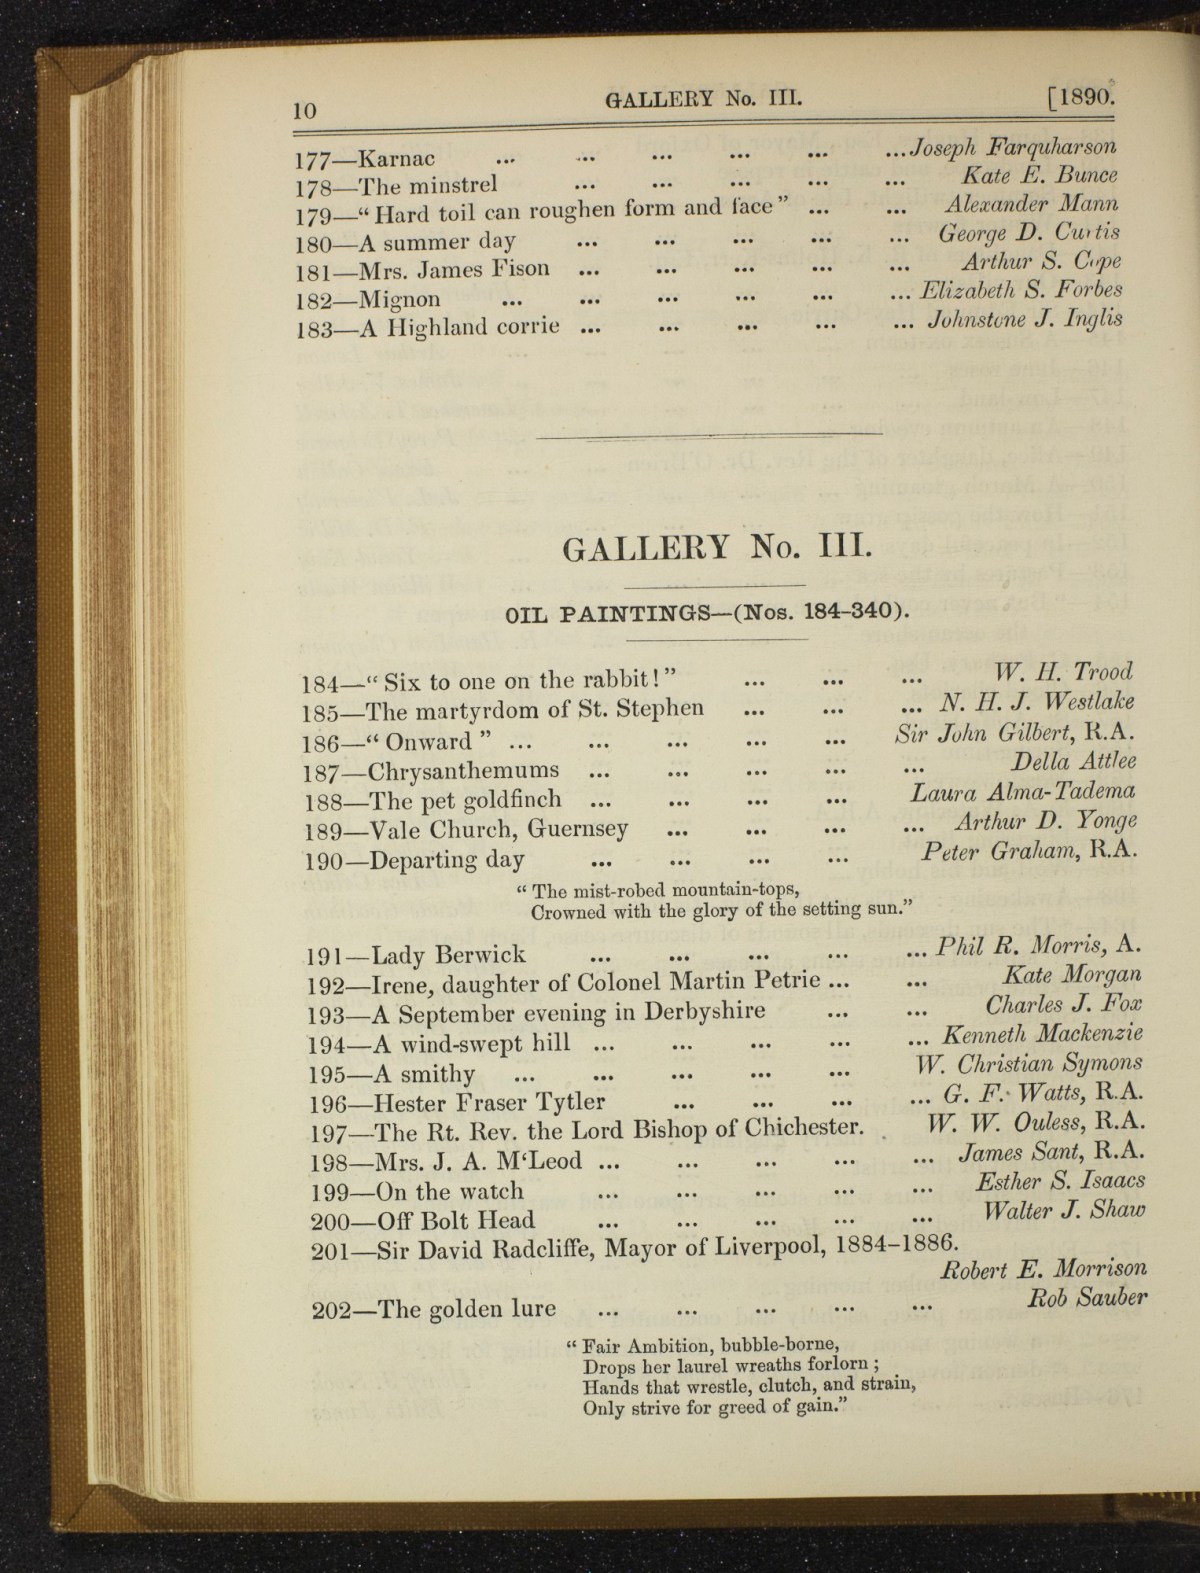 10 GALLERY No. III. [1890.
177—Karnac ... ... ... ... ... ...Joseph Farquharson
178—The minstrel ... ... ... ... ... Kate E. Bunce
179—“Hard toil can roughen form and face” ... ... Alexander Mann
180—A summer day ... ... ... ... ... George D. Curtis
181—Mrs. James Fison ... ... ... ... ... Arthur S. Cope
182—Mignon ... ... ... ... ... ... Elizabeth S. Forbes
183—A Highland corrie ... ... ... ... ... Johnstone J. Inglis
GALLERY No. III.
OIL PAINTINGS—(Nos. 184-340).
184—“Six to one on the rabbit!” ... ... ... W. H. Trood
185—The martyrdom of St. Stephen ... ... ... N. H. J. Westlake
186—“Onward” ... ... ... ... ... Sir John Gilbert, R.A.
187—Chrysanthemums ... ... ... ... ... Della Attlee
188—The pet goldfinch ... ... ... ... Laura Alma-Tadema
189—Vale Church, Guernsey ... ... ... ... Arthur D. Yonge
190—Departing day ... ... ... ... Peter Graham, R.A.
“The mist-robed mountain-tops,
Crowned with the glory of the setting sun.”
191—Lady Berwick ... ... ... ... ... Phil R. Morris, A.
192—Irene, daughter of Colonel Martin Petrie ... ... Kate Morgan
193—A September evening in Derbyshire ... ... Charles J. Fox
194—A wind-swept hill ... ... ... ... ... Kenneth Mackenzie
195—A smithy ... ... ... ... ... W. Christian Symons
196—Hester Fraser Tytler ... ... ... ... G. F. Watts, R.A.
197—The Rt. Rev. the Lord Bishop of Chichester. . W. W. Ouless, R.A.
198—Mrs. J. A. M‘Leod ... ... ... ... ... James Sant, R.A.
199—On the watch ... ... ... ... ... Esther S. Isaacs
200—Off Bolt Head ... ... ... ... ... Walter J. Shaw
201—Sir David Radcliffe, Mayor of Liverpool, 1884-1886.
Robert E. Morrison
202—The golden lure ... ... ... ... ... Rob Sauber
“Fair Ambition, bubble-borne,
Drops her laurel wreaths forlorn;
Hands that wrestle, clutch, and strain,
Only strive for greed of gain.”